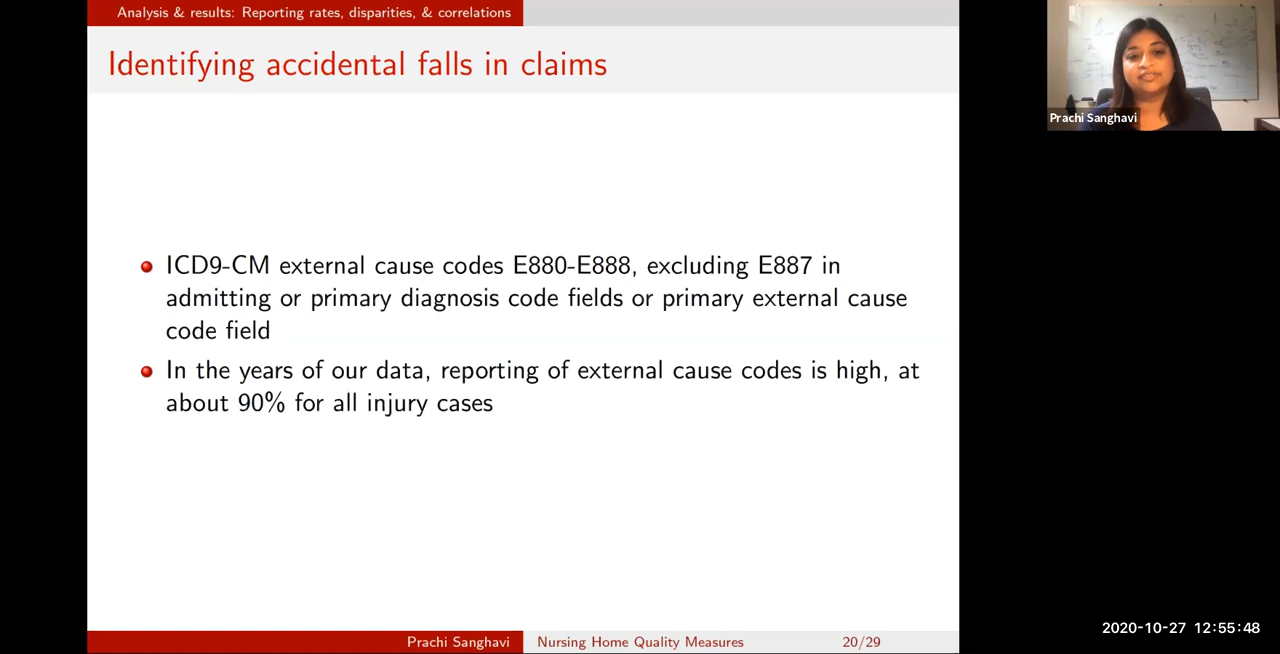 Analysis & results: Reporting rates, disparities, & correlations
Identifying accidental falls in claims
ICD9-CM external cause codes E880-E888, excluding E887 in
admitting or primary diagnosis code fields or primary external cause
code field
In the years of our data, reporting of external cause codes is high, at
about 90% for all injury cases
Prachi Sanghavi
Nursing Home Quality Measures
20/29
Prachi Sanghavi
2020-10-27 12:55:48